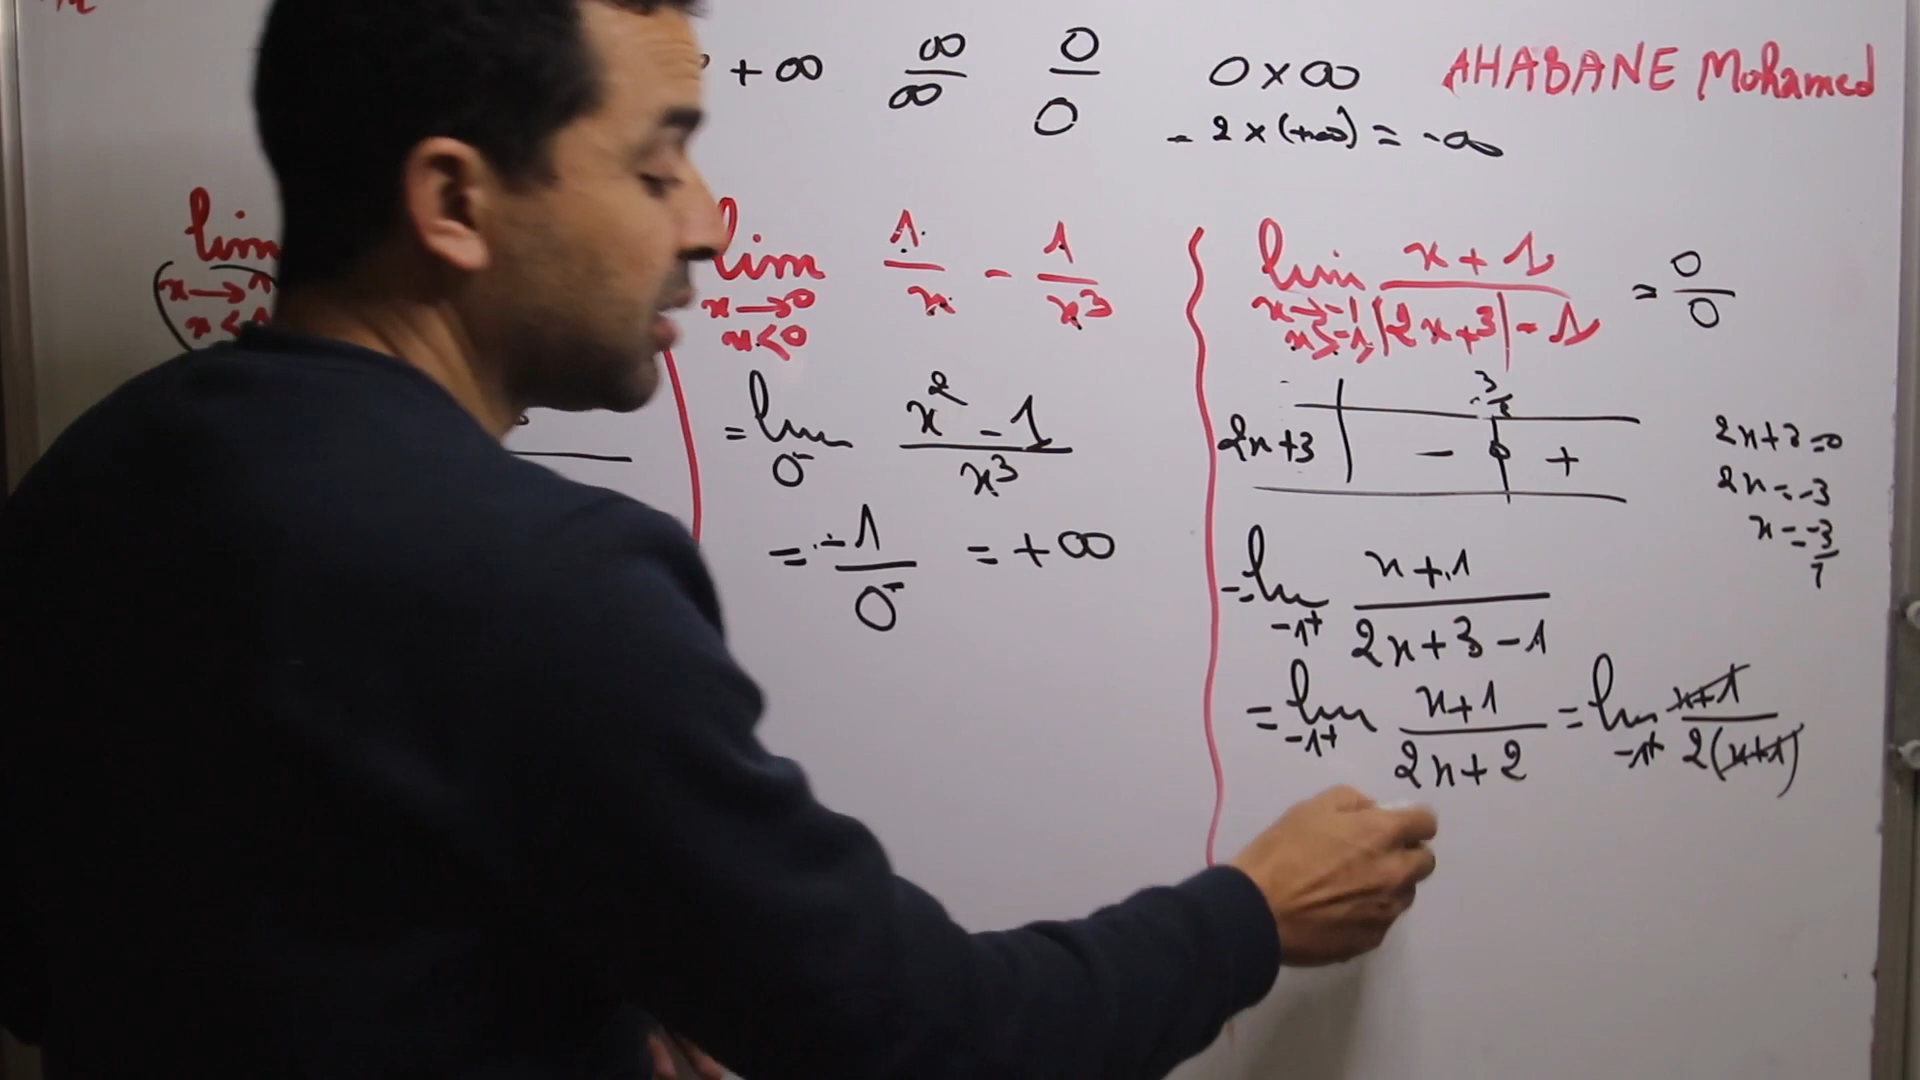 + ∞ ∞/∞ 0/0 0 × ∞
AHABANE Mohamed
- 2 × (+∞) = -∞
lim
x → 
x <
lim 1/x - 1/x³
x → 0
x < 0
= lim (x² - 1)/x³
0⁻
= -1/0⁻ = +∞
lim (x + 1)/(|2x+3| - 1) = 0/0
x → -1
x > -1
2x+3 | - 0 +
2x+3=0
2x=-3
x=-3/2
= lim (x+1)/(2x+3-1)
-1⁺
= lim (x+1)/(2x+2) = lim (x+1)/(2(x+1))
-1⁺ -1⁺